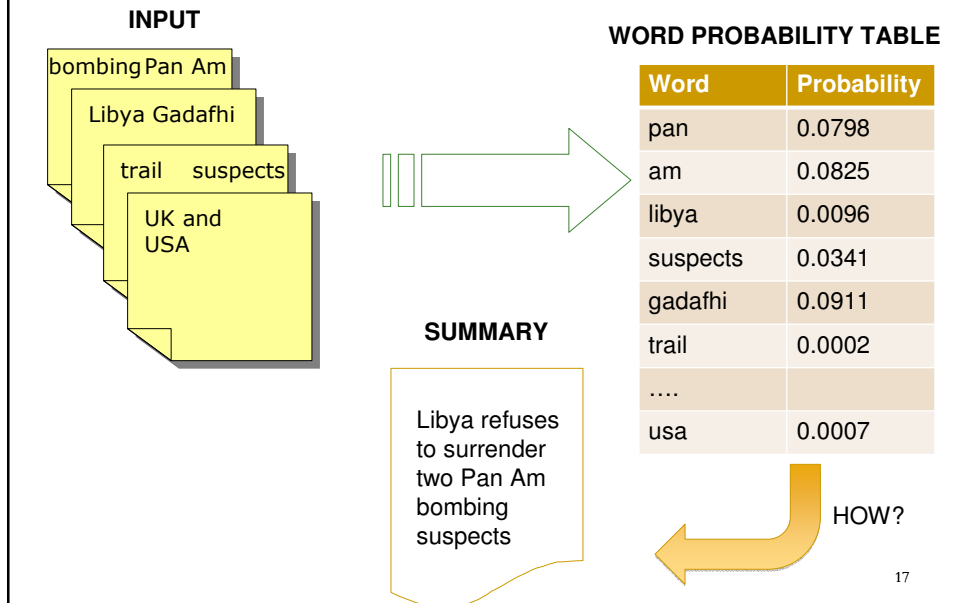 INPUT
bombing Pan Am
Libya Gadafhi
trail suspects
UK and
USA
WORD PROBABILITY TABLE
Word Probability
pan 0.0798
am 0.0825
libya 0.0096
suspects 0.0341
gadafhi 0.0911
trail 0.0002
….
usa 0.0007
SUMMARY
Libya refuses
to surrender
two Pan Am
bombing
suspects
HOW?
17